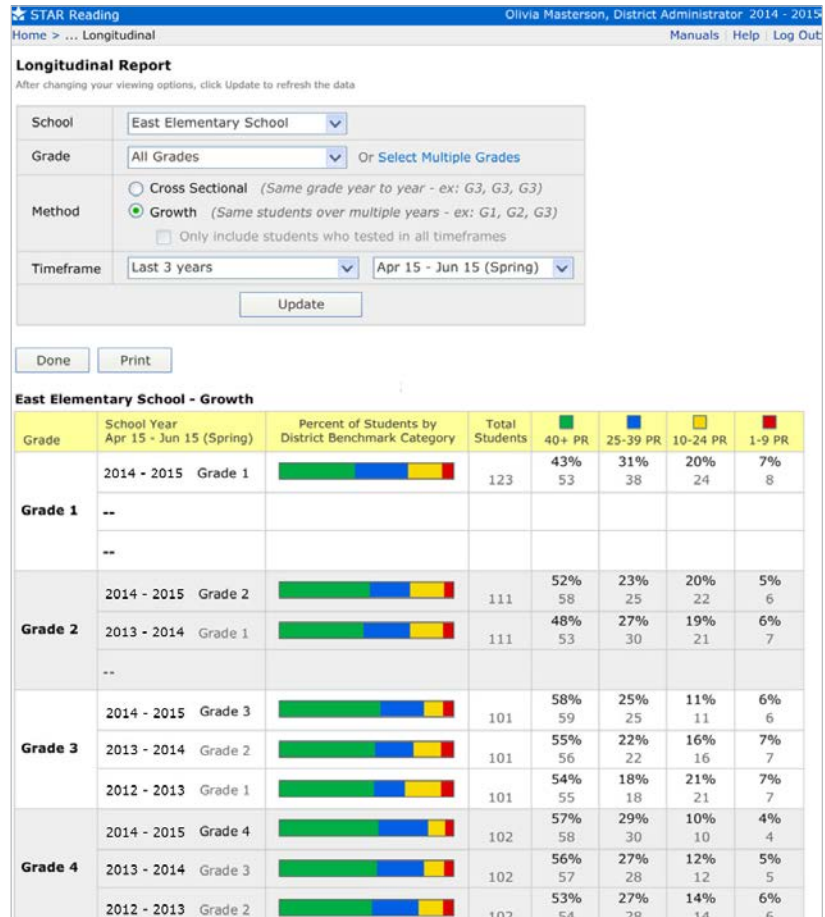 STAR Reading Olivia Masterson, District Administrator 2014 - 2015
Home > ... Longitudinal Manuals | Help | Log Out
Longitudinal Report
After changing your viewing options, click Update to refresh the data
School East Elementary School
Grade All Grades Or Select Multiple Grades
Cross Sectional (Same grade year to year - ex: G3, G3, G3)
Method Growth (Same students over multiple years - ex: G1, G2, G3)
Only include students who tested in all timeframes
Timeframe Last 3 years Apr 15 - Jun 15 (Spring)
Update
Done Print
East Elementary School - Growth
Grade School Year Apr 15 - Jun 15 (Spring) Percent of Students by District Benchmark Category Total Students 40+ PR 25-39 PR 10-24 PR 1-9 PR
2014 - 2015 Grade 1 43% 31% 20% 7%
123 53 38 24 8
Grade 1 --
--
2014 - 2015 Grade 2 52% 23% 20% 5%
111 58 25 22 6
Grade 2 2013 - 2014 Grade 1 48% 27% 19% 6%
111 53 30 21 7
--
2014 - 2015 Grade 3 58% 25% 11% 6%
101 59 25 11 6
Grade 3 2013 - 2014 Grade 2 55% 22% 16% 7%
101 56 22 16 7
2012 - 2013 Grade 1 54% 18% 21% 7%
101 55 18 21 7
2014 - 2015 Grade 4 57% 29% 10% 4%
102 58 30 10 4
Grade 4 2013 - 2014 Grade 3 56% 27% 12% 5%
102 57 28 12 5
2012 - 2013 Grade 2 53% 27% 14% 6%
102 54 28 14 6